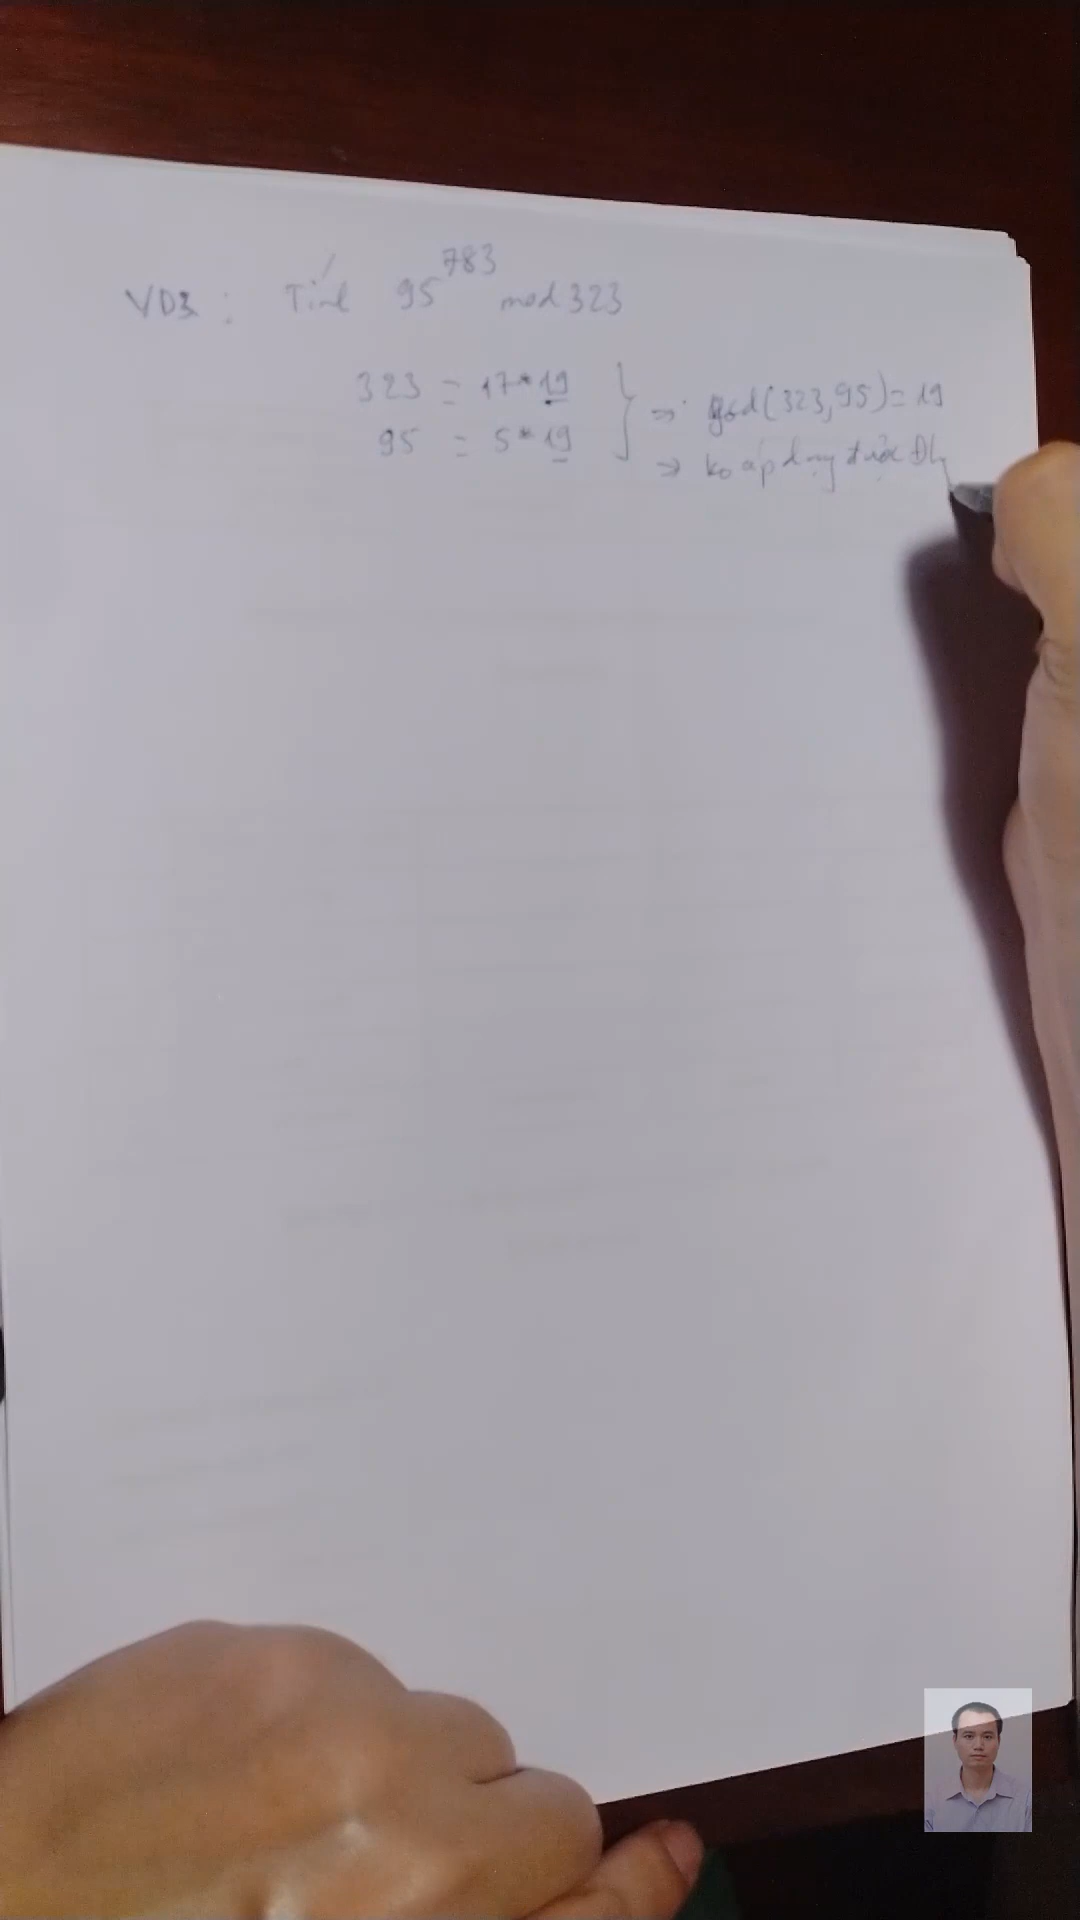 VD3 : Tính 95^783 mod 323
323 = 17*19
95 = 5*19
} => gcd(323,95)=19
=> ko áp dụng được ĐL